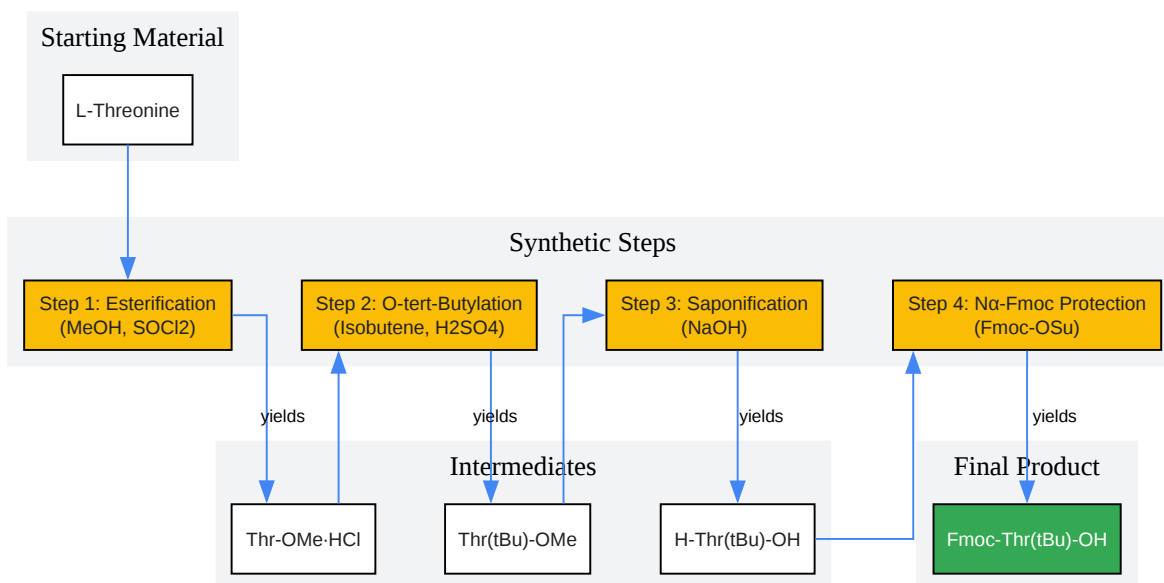 Starting Material
L-Threonine
Synthetic Steps
Step 1: Esterification
(MeOH, SOCl2)
Step 2: O-tert-Butylation
(Isobutene, H2SO4)
Step 3: Saponification
(NaOH)
Step 4: Nα-Fmoc Protection
(Fmoc-OSu)
yields
yields
yields
yields
Intermediates
Final Product
Thr-OMe·HCl
Thr(tBu)-OMe
H-Thr(tBu)-OH
Fmoc-Thr(tBu)-OH